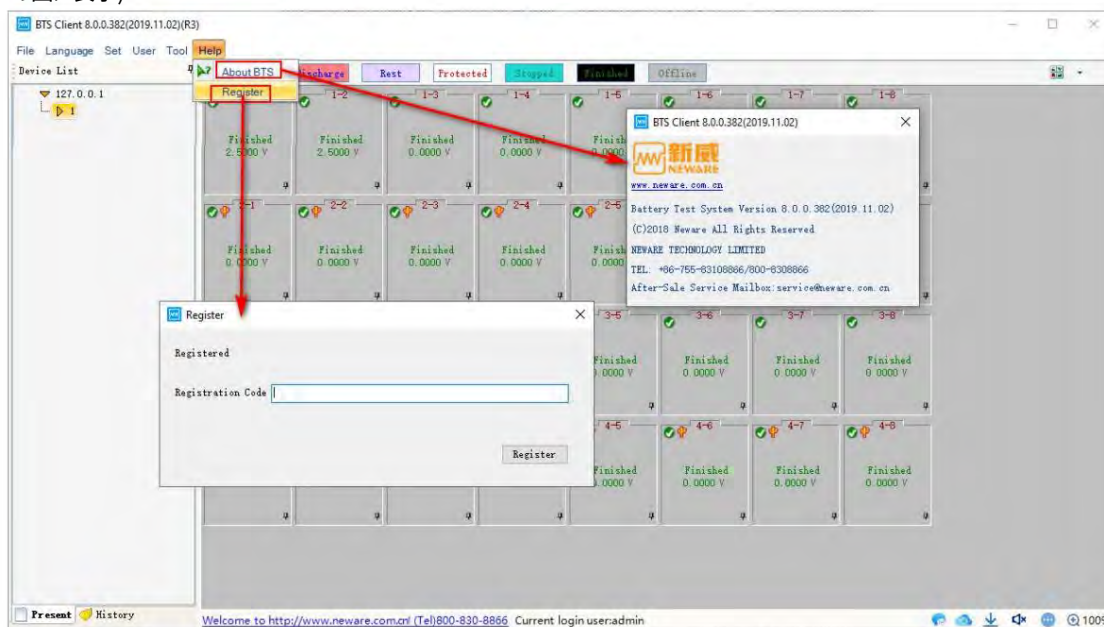 BTS Client 8.0.0.382(2019.11.02)(R3)
File Language Set User Tool Help
Device List
About BTS
Register
Rest
Protected
Stopped
Finished
Offline
127.0.0.1
1
1-2
1-3
1-4
1-5
1-6
1-7
1-8
Finished
2.5000 V
Finished
2.5000 V
Finished
0.0000 V
Finished
0.0000 V
BTS Client 8.0.0.382(2019.11.02)
新威
NEWARE
www.neware.com.cn
Battery Test System Version 8.0.0.382(2019.11.02)
(C)2018 Neware All Rights Reserved
NEWARE TECHNOLOGY LIMITED
TEL: +86-755-83108866/800-8308866
After-Sale Service Mailbox:service@neware.com.cn
2-1
2-2
2-3
2-4
2-5
Finished
0.0000 V
Finished
0.0000 V
Finished
0.0000 V
Finished
0.0000 V
Register
Registered
Registration Code
Register
3-5
3-6
3-7
3-8
Finished
Finished
0.0000 V
Finished
0.0000 V
Finished
0.0000 V
4-5
4-6
4-7
4-8
Finished
Finished
0.0000 V
Finished
0.0000 V
Finished
0.0000 V
Present
History
Welcome to http://www.neware.com.cn! (Tel)800-830-8866 Current login user:admin